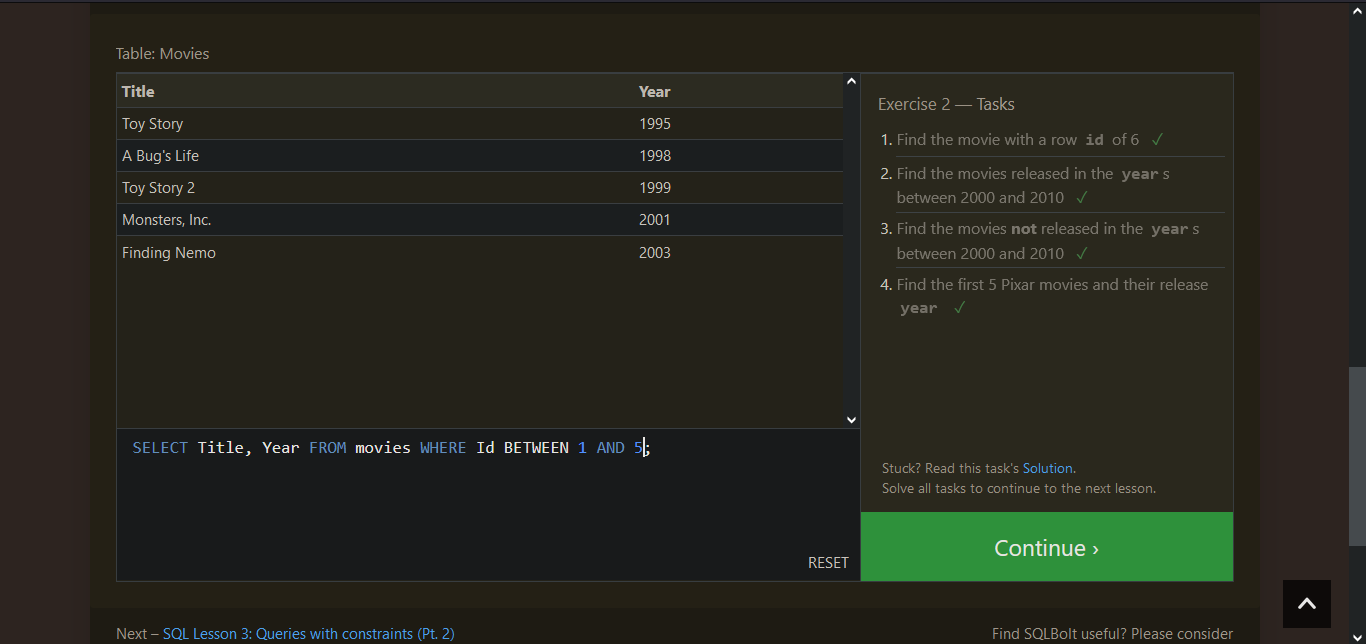 Table: Movies
Title Year
Toy Story 1995
A Bug's Life 1998
Toy Story 2 1999
Monsters, Inc. 2001
Finding Nemo 2003
SELECT Title, Year FROM movies WHERE Id BETWEEN 1 AND 5;
RESET
Exercise 2 — Tasks
1. Find the movie with a row id of 6 ✓
2. Find the movies released in the year s
between 2000 and 2010 ✓
3. Find the movies not released in the year s
between 2000 and 2010 ✓
4. Find the first 5 Pixar movies and their release
year ✓
Stuck? Read this task's Solution.
Solve all tasks to continue to the next lesson.
Continue ›
Next – SQL Lesson 3: Queries with constraints (Pt. 2)
Find SQLBolt useful? Please consider